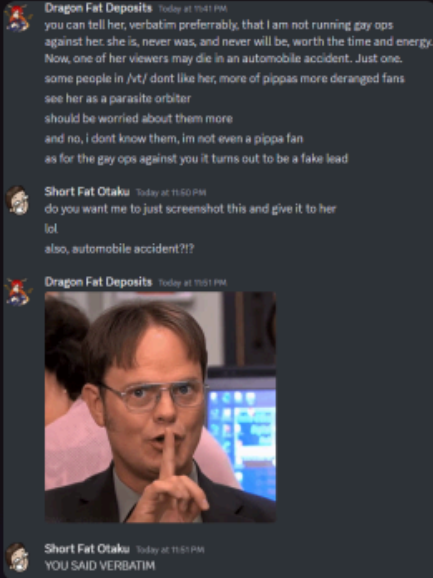 Dragon Fat Deposits Today at 11:41 PM
you can tell her, verbatim preferrably, that I am not running gay ops
against her. she is, never was, and never will be, worth the time and energy.
Now, one of her viewers may die in an automobile accident. Just one.
some people in /vt/ dont like her, more of pippas more deranged fans
see her as a parasite orbiter
should be worried about them more
and no, i dont know them, im not even a pippa fan
as for the gay ops against you it turns out to be a fake lead
Short Fat Otaku Today at 11:50 PM
do you want me to just screenshot this and give it to her
lol
also, automobile accident?!?
Dragon Fat Deposits Today at 11:51 PM
Short Fat Otaku Today at 11:51 PM
YOU SAID VERBATIM